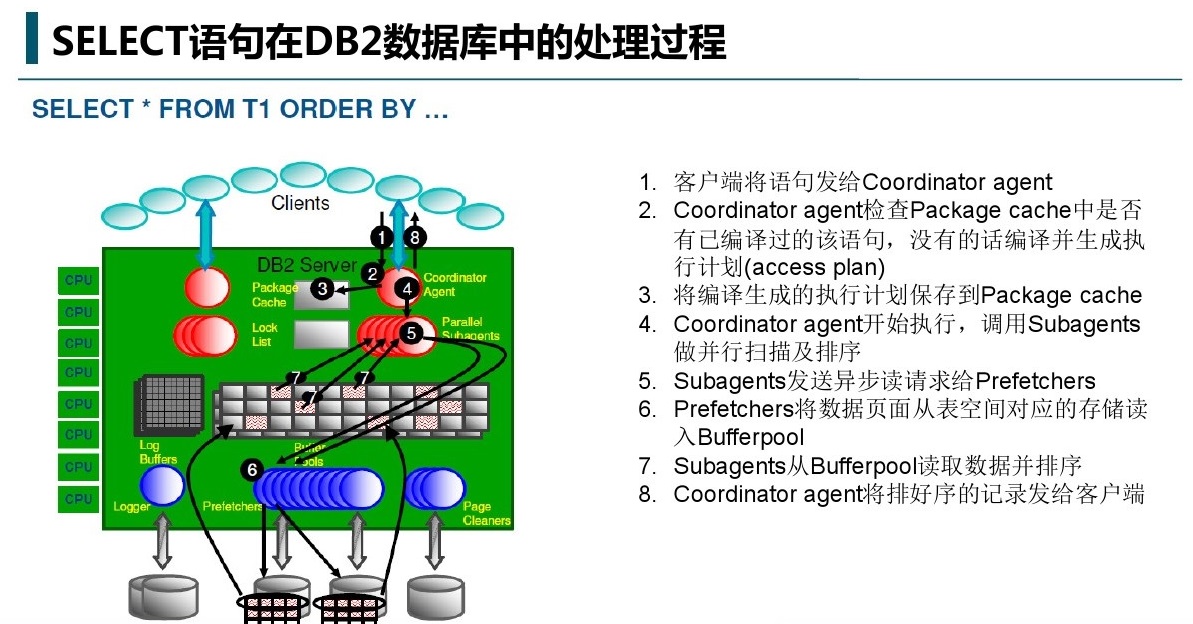 SELECT语句在DB2数据库中的处理过程
SELECT * FROM T1 ORDER BY …
Clients
1
8
DB2 Server
2
Coordinator
Agent
Package
Cache
3
4
Lock
List
Parallel
Subagents
5
7
7
7
CPU
CPU
CPU
CPU
CPU
CPU
CPU
CPU
Log
Buffers
Buffer
Pools
6
Logger
Prefetchers
Page
Cleaners
1. 客户端将语句发给Coordinator agent
2. Coordinator agent检查Package cache中是否
有已编译过的该语句，没有的话编译并生成执
行计划(access plan)
3. 将编译生成的执行计划保存到Package cache
4. Coordinator agent开始执行，调用Subagents
做并行扫描及排序
5. Subagents发送异步读请求给Prefetchers
6. Prefetchers将数据页面从表空间对应的存储读
入Bufferpool
7. Subagents从Bufferpool读取数据并排序
8. Coordinator agent将排好序的记录发给客户端